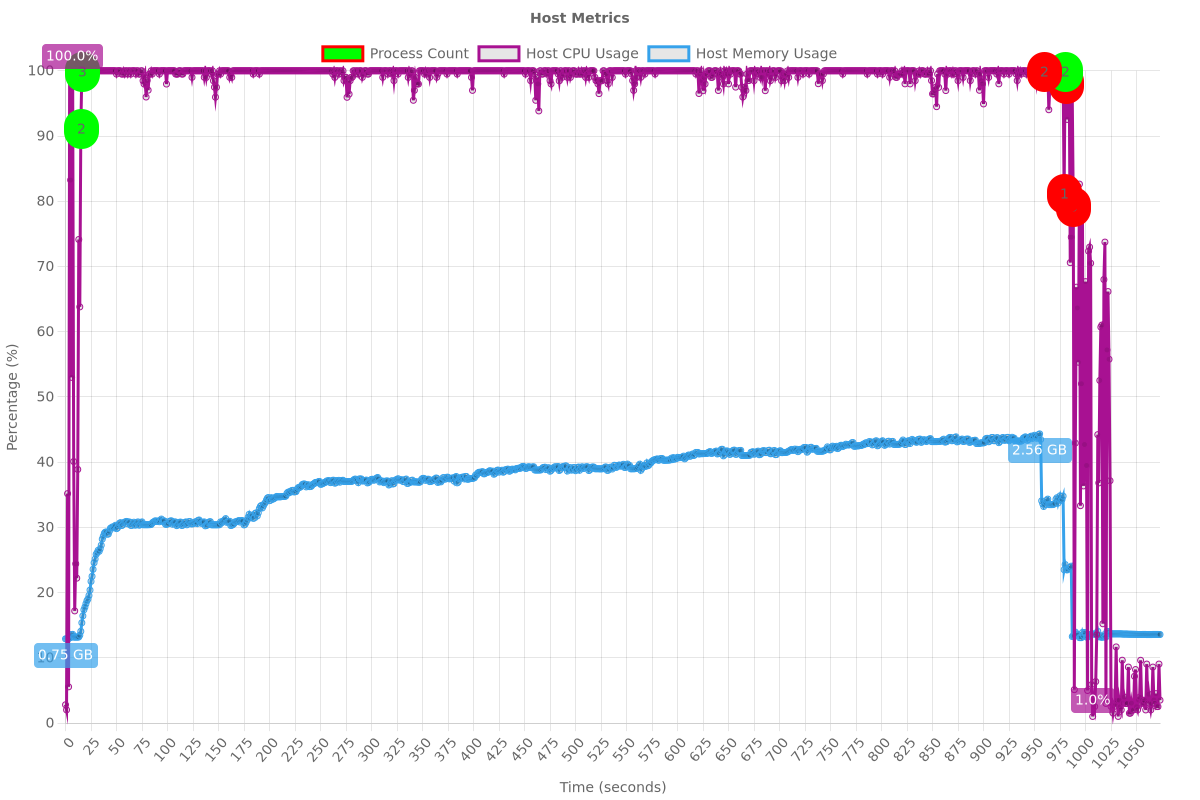 Host Metrics
Process Count Host CPU Usage Host Memory Usage
100.0%
100
90
80
70
60
50
40
30
20
10
0
Percentage (%)
3
2
2
2
1
2.56 GB
0.75 GB
1.0%
0 25 50 75 100 125 150 175 200 225 250 275 300 325 350 375 400 425 450 475 500 525 550 575 600 625 650 675 700 725 750 775 800 825 850 875 900 925 950 975 1000 1025 1050
Time (seconds)